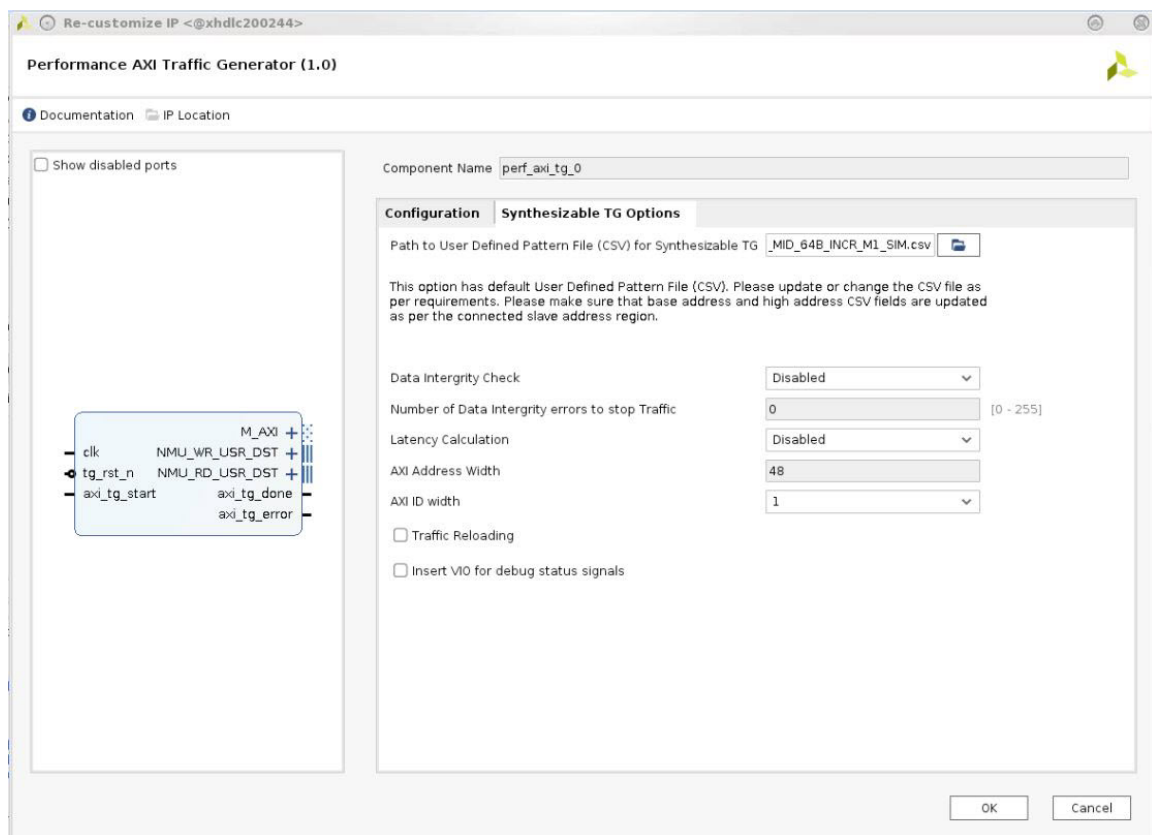 Re-customize IP <@xhdlc200244>
Performance AXI Traffic Generator (1.0)
Documentation IP Location
Show disabled ports
M_AXI
clk NMU_WR_USR_DST
tg_rst_n NMU_RD_USR_DST
axi_tg_start axi_tg_done
axi_tg_error
Component Name perf_axi_tg_0
Configuration Synthesizable TG Options
Path to User Defined Pattern File (CSV) for Synthesizable TG _MID_64B_INCR_M1_SIM.csv
This option has default User Defined Pattern File (CSV). Please update or change the CSV file as
per requirements. Please make sure that base address and high address CSV fields are updated
as per the connected slave address region.
Data Intergrity Check Disabled
Number of Data Intergrity errors to stop Traffic 0 [0 - 255]
Latency Calculation Disabled
AXI Address Width 48
AXI ID width 1
Traffic Reloading
Insert VIO for debug status signals
OK Cancel